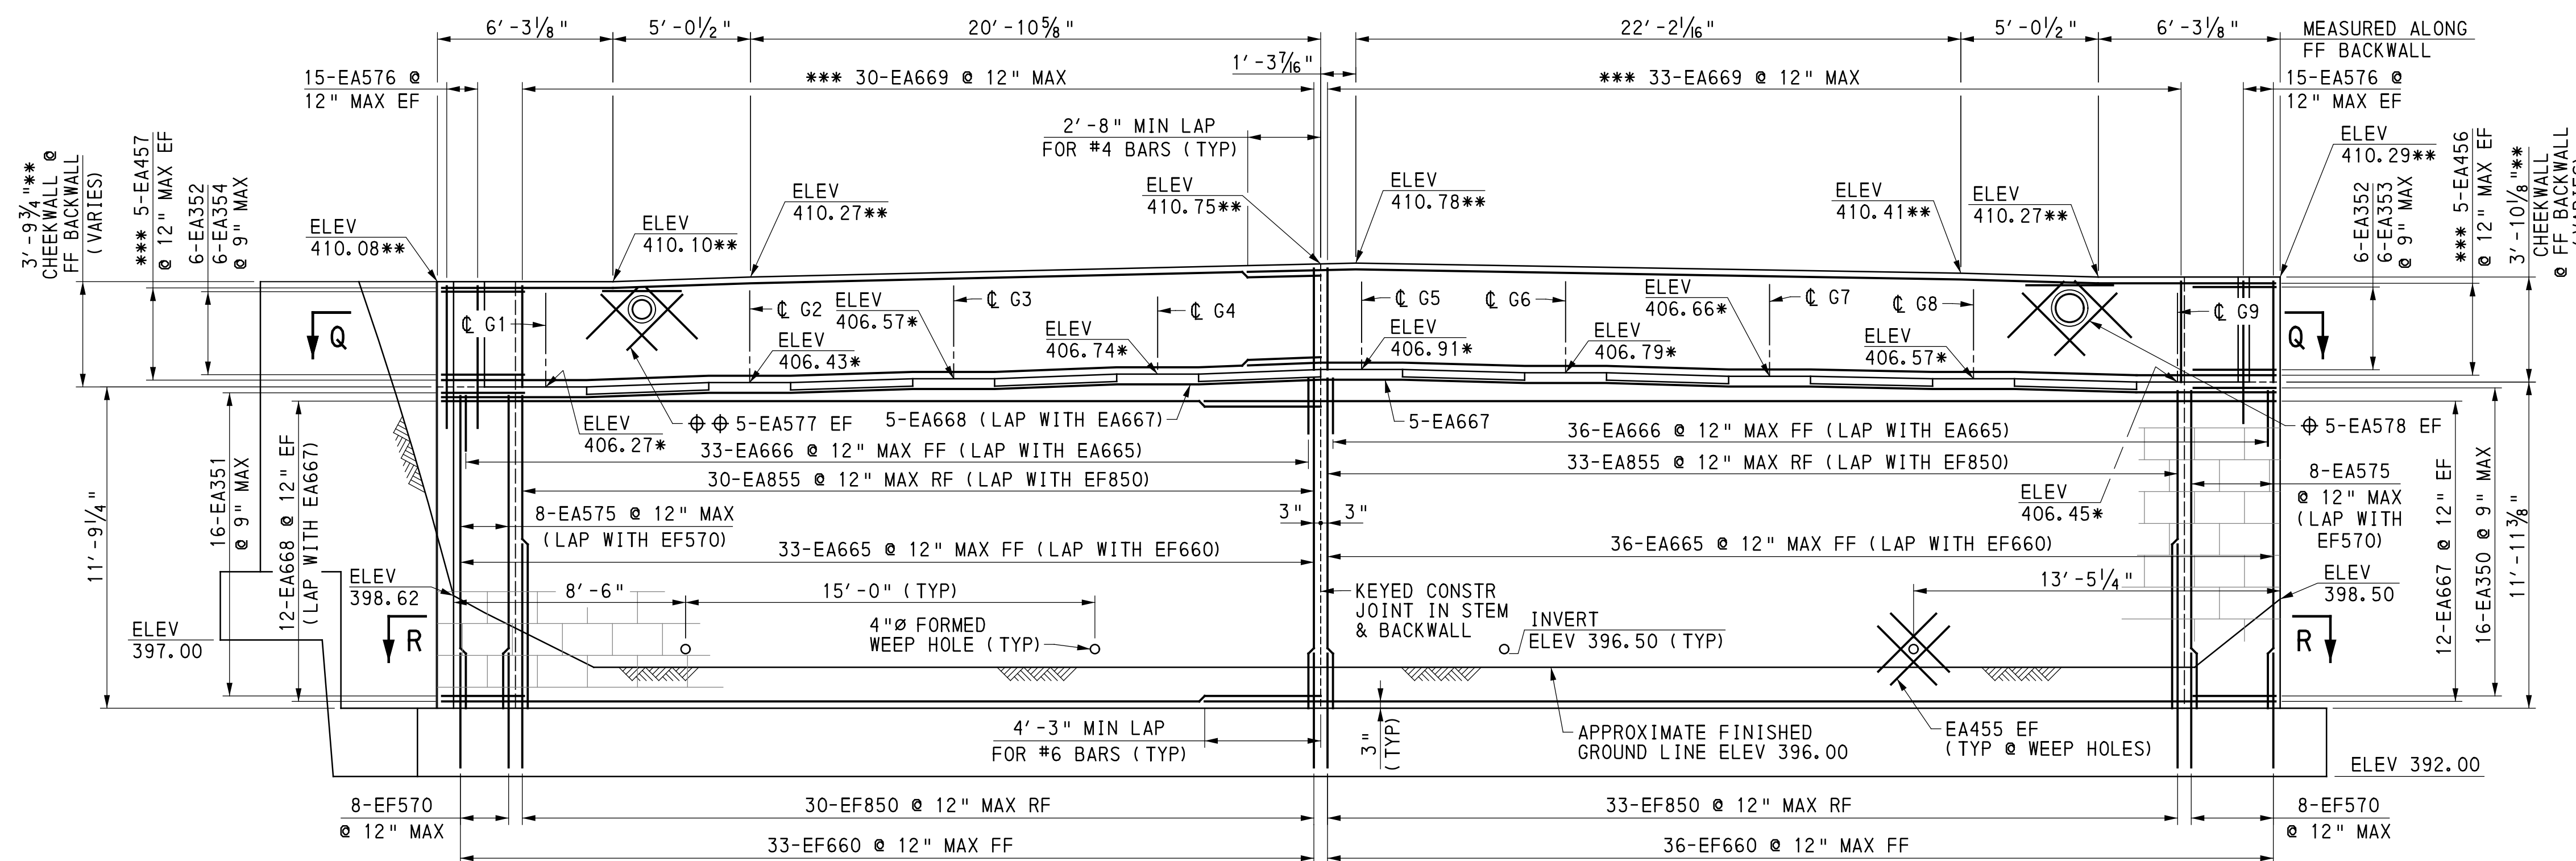 6'-3 1/8"
5'-0 1/2"
20'-10 5/8"
22'-2 1/16"
5'-0 1/2"
6'-3 1/8"
MEASURED ALONG
FF BACKWALL
1'-3 7/16"
15-EA576 @
12" MAX EF
*** 30-EA669 @ 12" MAX
*** 33-EA669 @ 12" MAX
15-EA576 @
12" MAX EF
2'-8" MIN LAP
FOR #4 BARS (TYP)
3'-9 3/4"**
CHEEKWALL @
FF BACKWALL
(VARIES)
*** 5-EA457
@ 12" MAX EF
6-EA352
6-EA354
@ 9" MAX
ELEV
410.08**
ELEV
410.10**
ELEV
410.27**
ELEV
410.75**
ELEV
410.78**
ELEV
410.41**
ELEV
410.27**
ELEV
410.29**
6-EA352
6-EA353
@ 9" MAX
*** 5-EA456
@ 12" MAX EF
3'-10 1/8"**
CHEEKWALL
@ FF BACKWALL
Q
℄ G1
℄ G2
℄ G3
℄ G4
℄ G5
℄ G6
℄ G7
℄ G8
℄ G9
Q
ELEV
406.27*
ELEV
406.43*
ELEV
406.57*
ELEV
406.74*
ELEV
406.91*
ELEV
406.79*
ELEV
406.66*
ELEV
406.57*
ELEV
406.45*
⌽ ⌽ 5-EA577 EF
5-EA668 (LAP WITH EA667)
5-EA667
⌽ 5-EA578 EF
33-EA666 @ 12" MAX FF (LAP WITH EA665)
36-EA666 @ 12" MAX FF (LAP WITH EA665)
30-EA855 @ 12" MAX RF (LAP WITH EF850)
33-EA855 @ 12" MAX RF (LAP WITH EF850)
11'-9 1/4"
16-EA351
@ 9" MAX
12-EA668 @ 12" EF
(LAP WITH EA667)
8-EA575 @ 12" MAX
(LAP WITH EF570)
3"
3"
8-EA575
@ 12" MAX
(LAP WITH
EF570)
12-EA667 @ 12" EF
16-EA350 @ 9" MAX
11'-11 3/8"
33-EA665 @ 12" MAX FF (LAP WITH EF660)
36-EA665 @ 12" MAX FF (LAP WITH EF660)
ELEV
398.62
8'-6"
15'-0" (TYP)
13'-5 1/4"
ELEV
398.50
ELEV
397.00
R
4"Ø FORMED
WEEP HOLE (TYP)
KEYED CONSTR
JOINT IN STEM
& BACKWALL
INVERT
ELEV 396.50 (TYP)
R
4'-3" MIN LAP
FOR #6 BARS (TYP)
3"
(TYP)
APPROXIMATE FINISHED
GROUND LINE ELEV 396.00
EA455 EF
(TYP @ WEEP HOLES)
ELEV 392.00
8-EF570
@ 12" MAX
30-EF850 @ 12" MAX RF
33-EF850 @ 12" MAX RF
8-EF570
@ 12" MAX
33-EF660 @ 12" MAX FF
36-EF660 @ 12" MAX FF